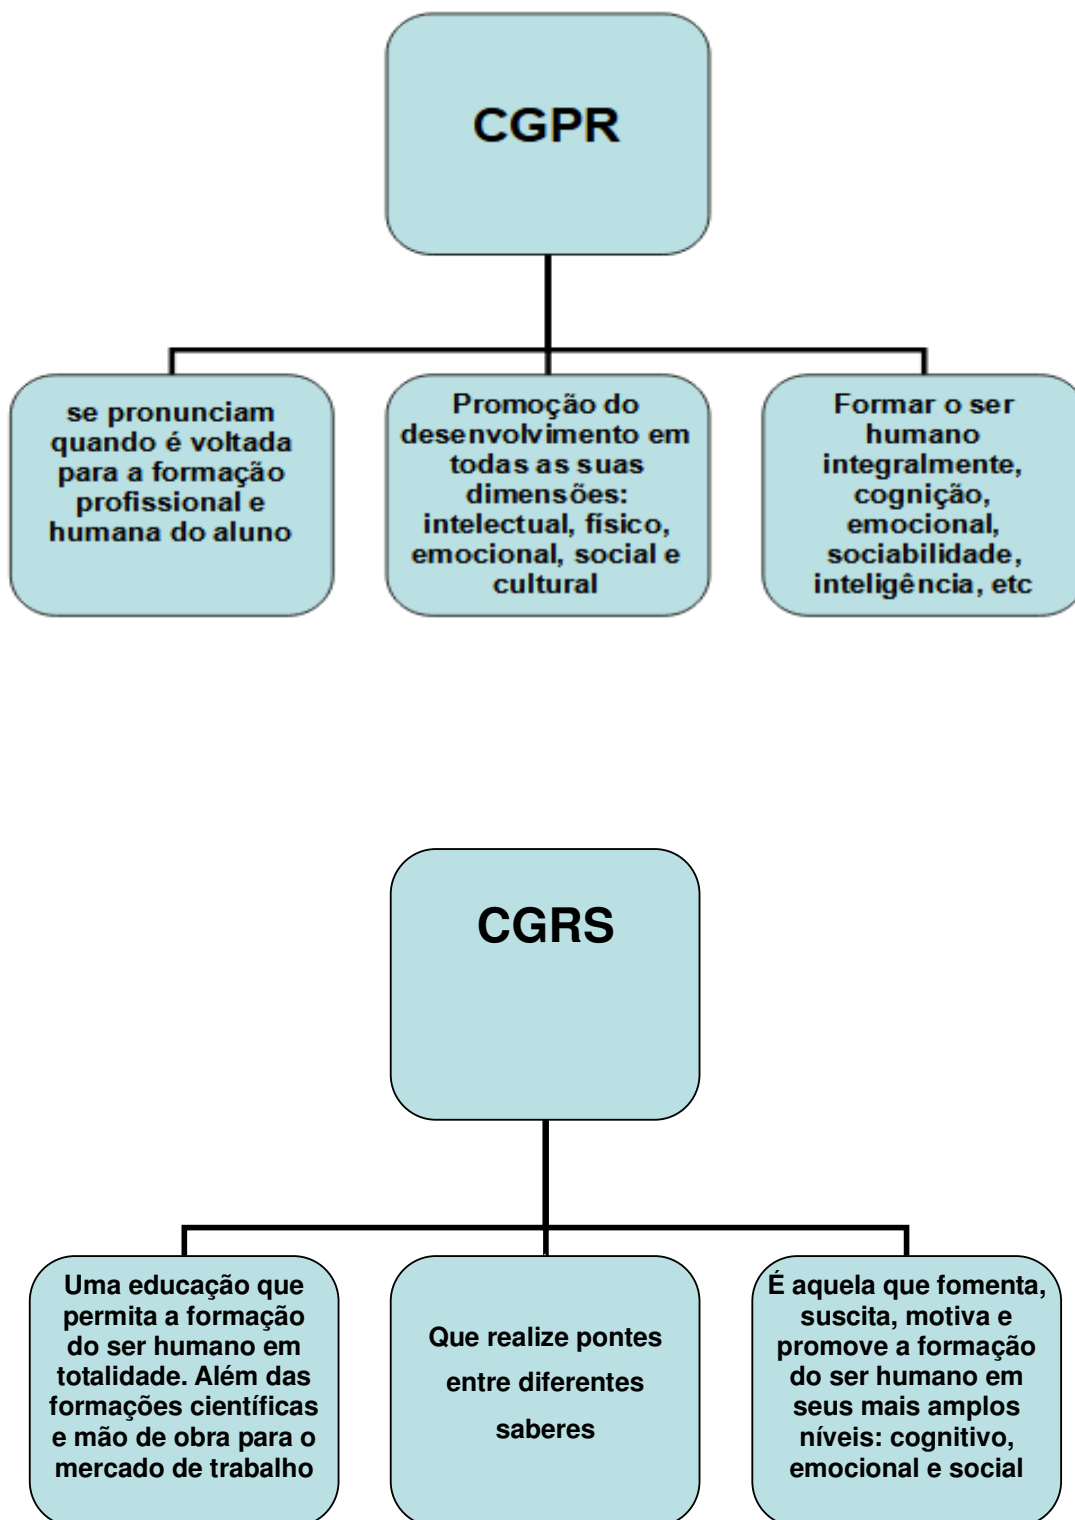 CGPR
se pronunciam
quando é voltada
para a formação
profissional e
humana do aluno
Promoção do
desenvolvimento em
todas as suas
dimensões:
intelectual, físico,
emocional, social e
cultural
Formar o ser
humano
integralmente,
cognição,
emocional,
sociabilidade,
inteligência, etc
CGRS
Uma educação que
permita a formação
do ser humano em
totalidade. Além das
formações científicas
e mão de obra para o
mercado de trabalho
Que realize pontes
entre diferentes
saberes
É aquela que fomenta,
suscita, motiva e
promove a formação
do ser humano em
seus mais amplos
níveis: cognitivo,
emocional e social